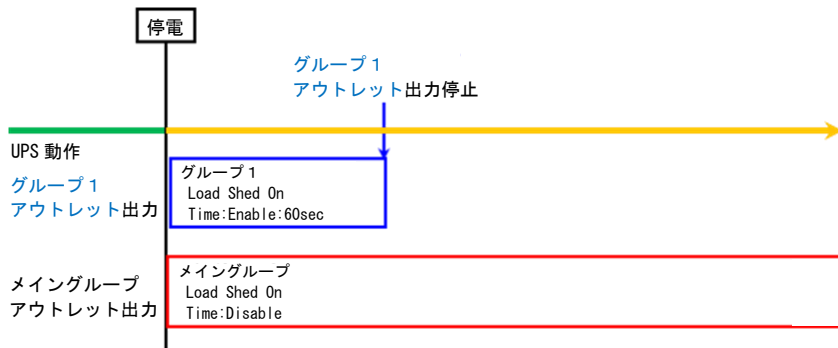 停電
グループ１
アウトレット出力停止
UPS 動作
グループ１
アウトレット出力
グループ１
Load Shed On
Time:Enable:60sec
メイングループ
アウトレット出力
メイングループ
Load Shed On
Time:Disable